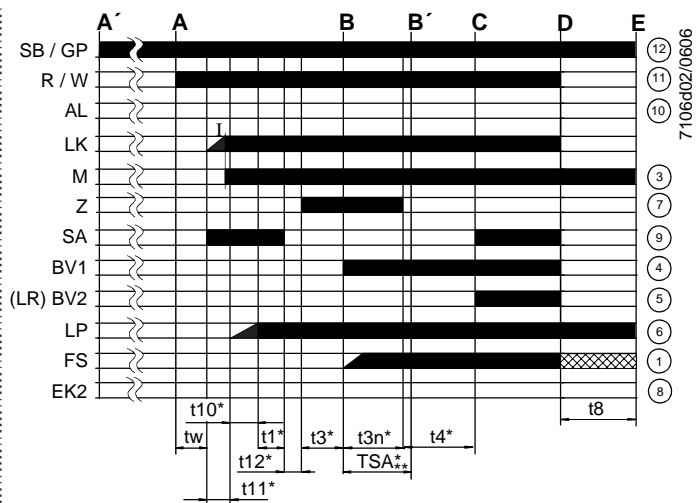 A´ A B B´ C D E
SB / GP 12
R / W 11
AL 10
I
LK
M 3
Z 7
SA 9
BV1 4
(LR) BV2 5
LP 6
FS 1
EK2 8
t10* t8
tw t1* t3* t3n* t4*
t12* TSA***
t11*
7106d02/0606